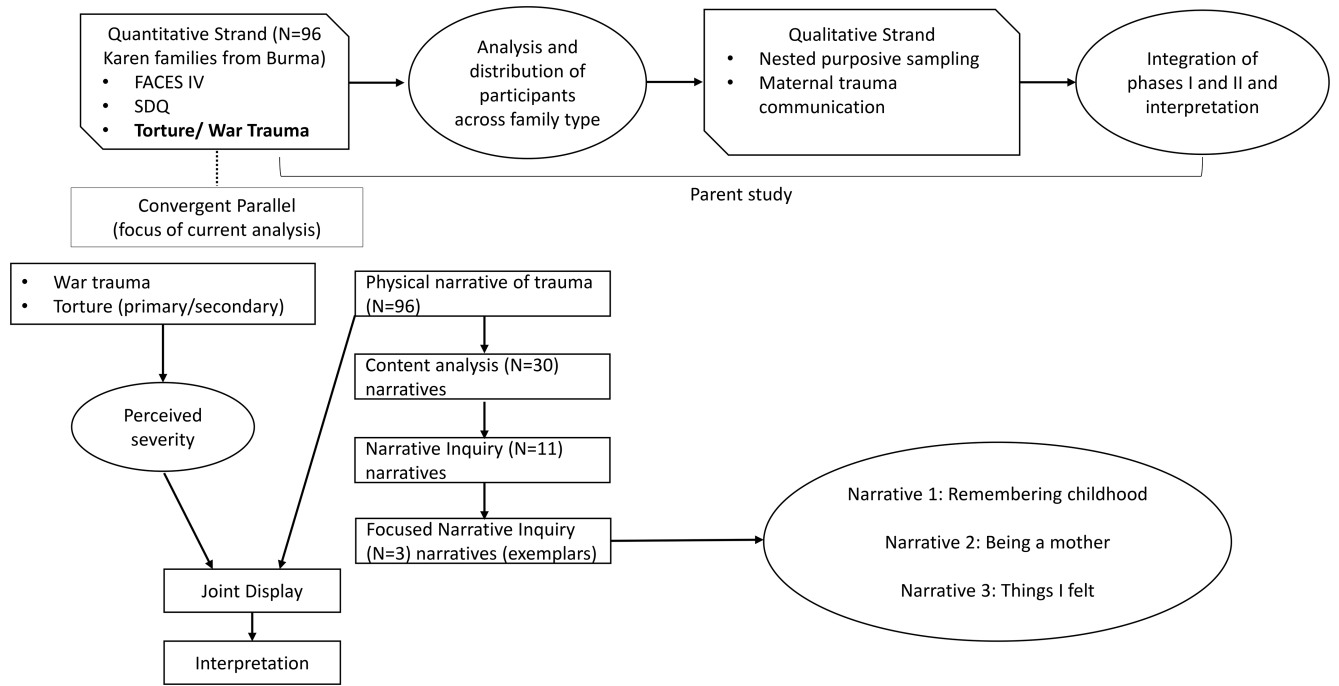 Quantitative Strand (N=96
Karen families from Burma)
• FACES IV
• SDQ
• Torture/ War Trauma
Analysis and
distribution of
participants
across family type
Qualitative Strand
• Nested purposive sampling
• Maternal trauma
communication
Integration of
phases I and II and
interpretation
Parent study
Convergent Parallel
(focus of current analysis)
• War trauma
• Torture (primary/secondary)
Perceived
severity
Physical narrative of trauma
(N=96)
Content analysis (N=30)
narratives
Narrative Inquiry (N=11)
narratives
Focused Narrative Inquiry
(N=3) narratives (exemplars)
Narrative 1: Remembering childhood
Narrative 2: Being a mother
Narrative 3: Things I felt
Joint Display
Interpretation